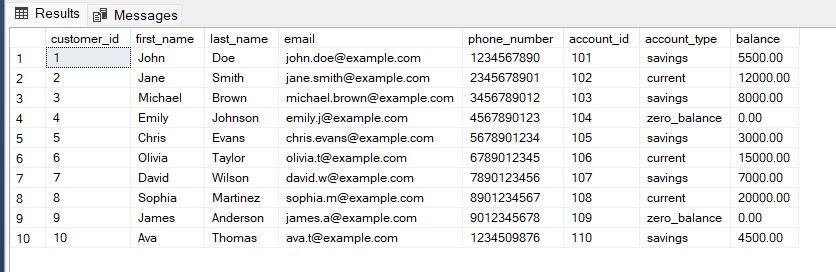 Results Messages
customer_id first_name last_name email phone_number account_id account_type balance
1 1 John Doe john.doe@example.com 1234567890 101 savings 5500.00
2 2 Jane Smith jane.smith@example.com 2345678901 102 current 12000.00
3 3 Michael Brown michael.brown@example.com 3456789012 103 savings 8000.00
4 4 Emily Johnson emily.j@example.com 4567890123 104 zero_balance 0.00
5 5 Chris Evans chris.evans@example.com 5678901234 105 savings 3000.00
6 6 Olivia Taylor olivia.t@example.com 6789012345 106 current 15000.00
7 7 David Wilson david.w@example.com 7890123456 107 savings 7000.00
8 8 Sophia Martinez sophia.m@example.com 8901234567 108 current 20000.00
9 9 James Anderson james.a@example.com 9012345678 109 zero_balance 0.00
10 10 Ava Thomas ava.t@example.com 1234509876 110 savings 4500.00